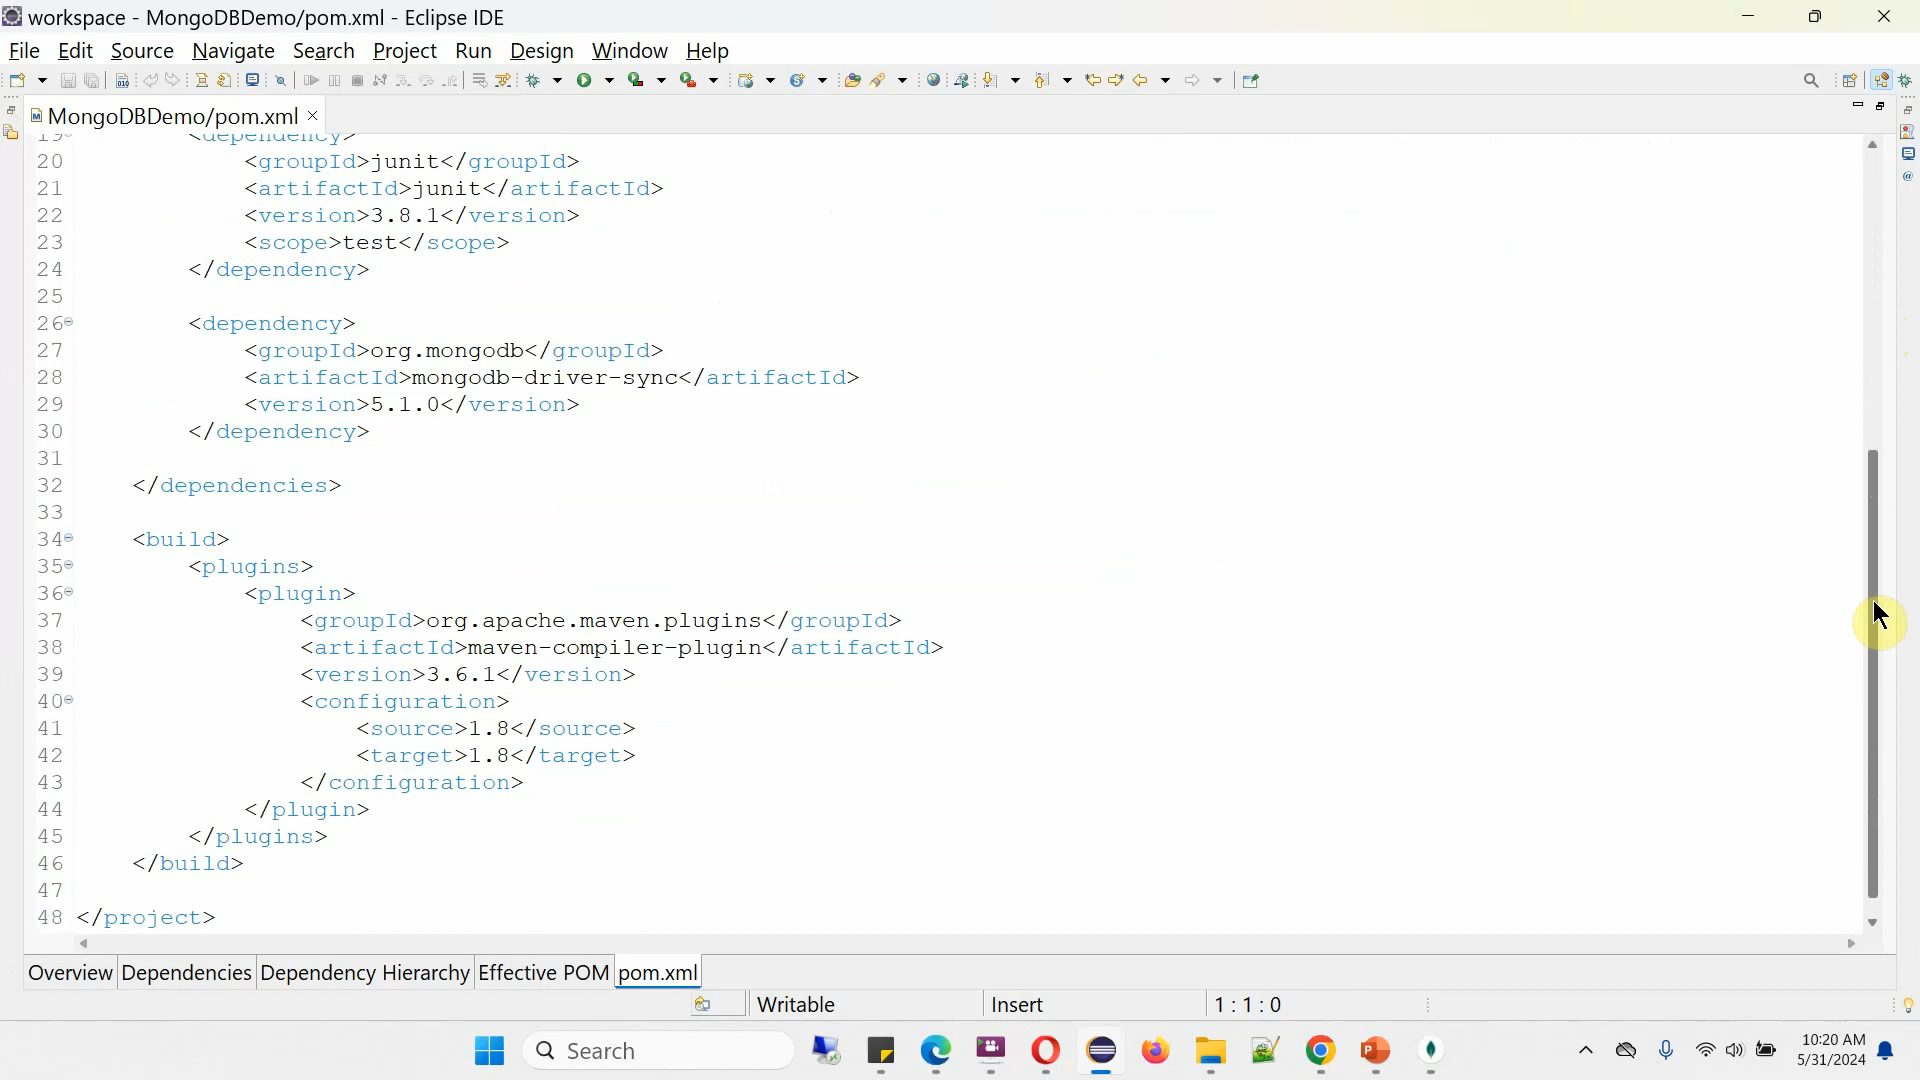 workspace - MongoDBDemo/pom.xml - Eclipse IDE
File Edit Source Navigate Search Project Run Design Window Help
MongoDBDemo/pom.xml
19 <dependency>
20 <groupId>junit</groupId>
21 <artifactId>junit</artifactId>
22 <version>3.8.1</version>
23 <scope>test</scope>
24 </dependency>
25
26 <dependency>
27 <groupId>org.mongodb</groupId>
28 <artifactId>mongodb-driver-sync</artifactId>
29 <version>5.1.0</version>
30 </dependency>
31
32 </dependencies>
33
34 <build>
35 <plugins>
36 <plugin>
37 <groupId>org.apache.maven.plugins</groupId>
38 <artifactId>maven-compiler-plugin</artifactId>
39 <version>3.6.1</version>
40 <configuration>
41 <source>1.8</source>
42 <target>1.8</target>
43 </configuration>
44 </plugin>
45 </plugins>
46 </build>
47
48 </project>
Overview Dependencies Dependency Hierarchy Effective POM pom.xml
Writable Insert 1 : 1 : 0
Search
10:20 AM
5/31/2024